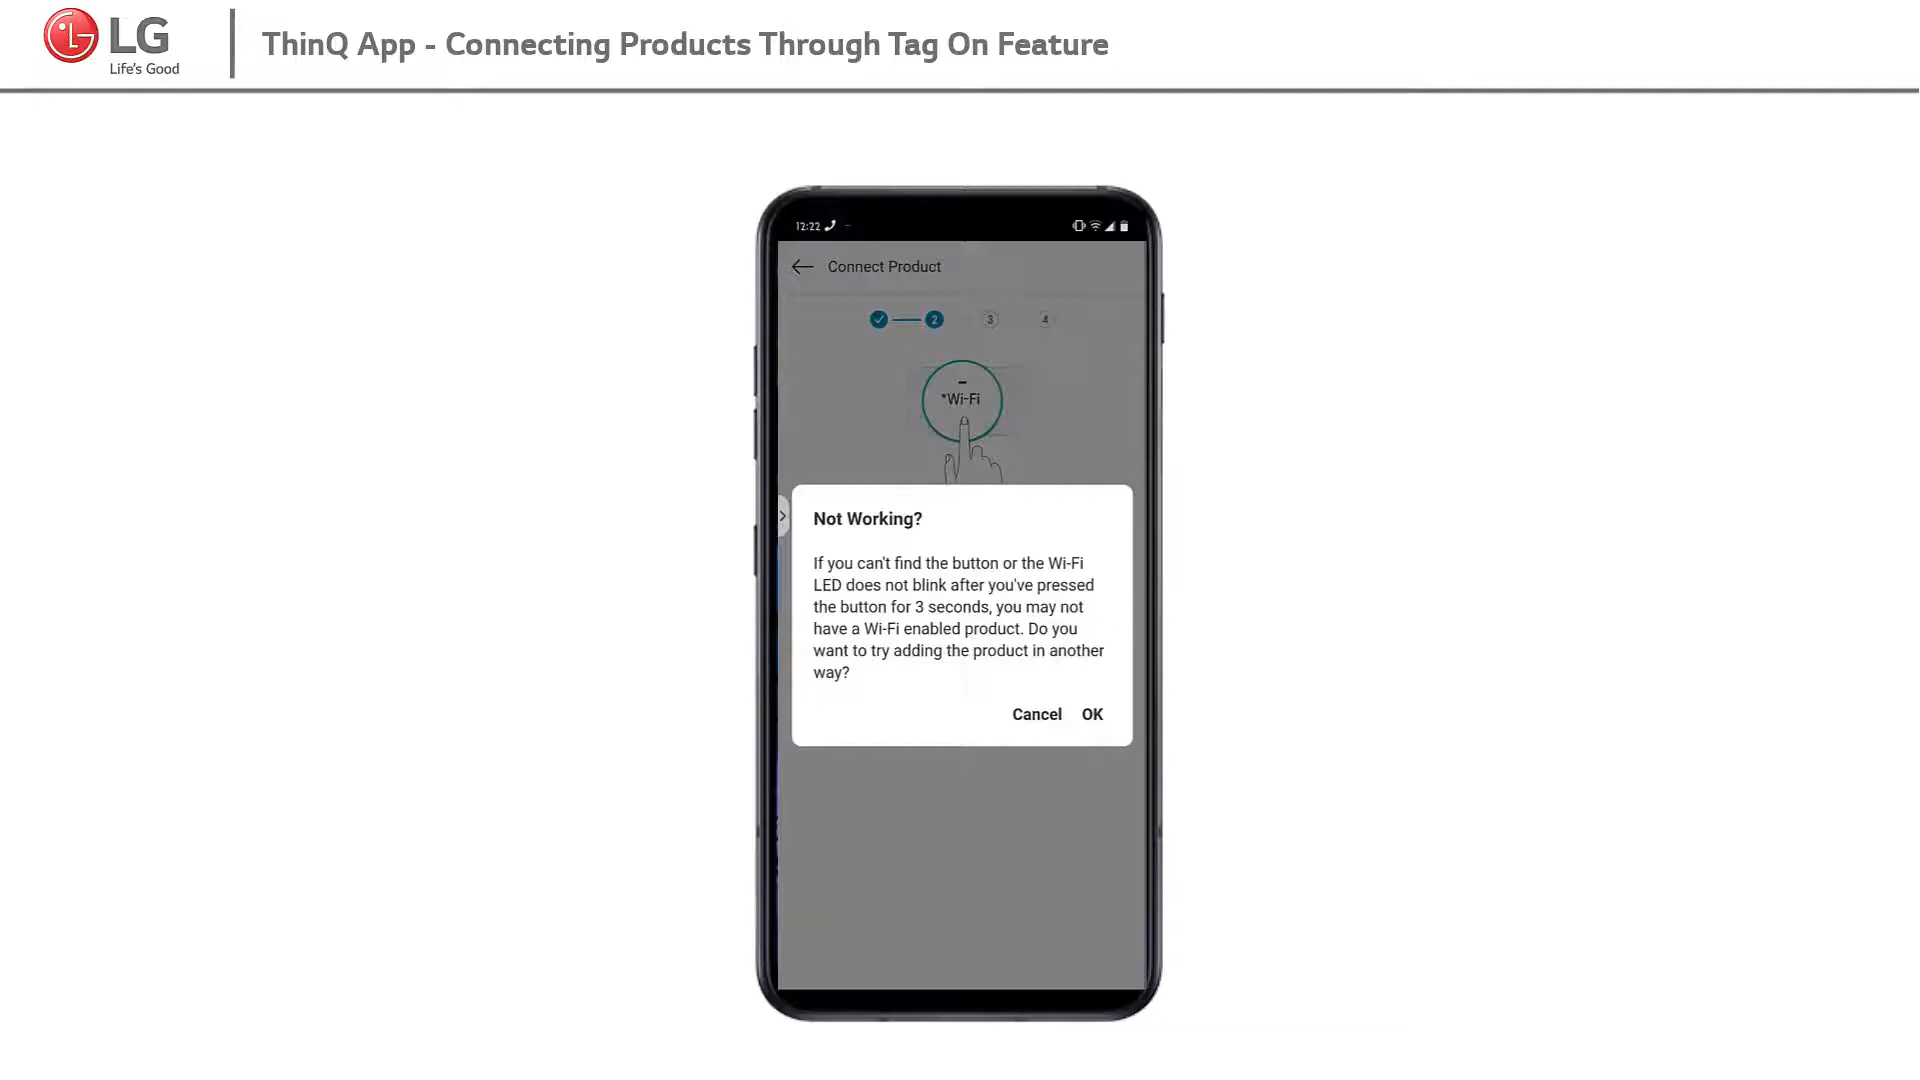 LG
Life's Good
ThinQ App - Connecting Products Through Tag On Feature
12:22
Connect Product
2
3
4
*Wi-Fi
Not Working?
If you can't find the button or the Wi-Fi
LED does not blink after you've pressed
the button for 3 seconds, you may not
have a Wi-Fi enabled product. Do you
want to try adding the product in another
way?
Cancel OK